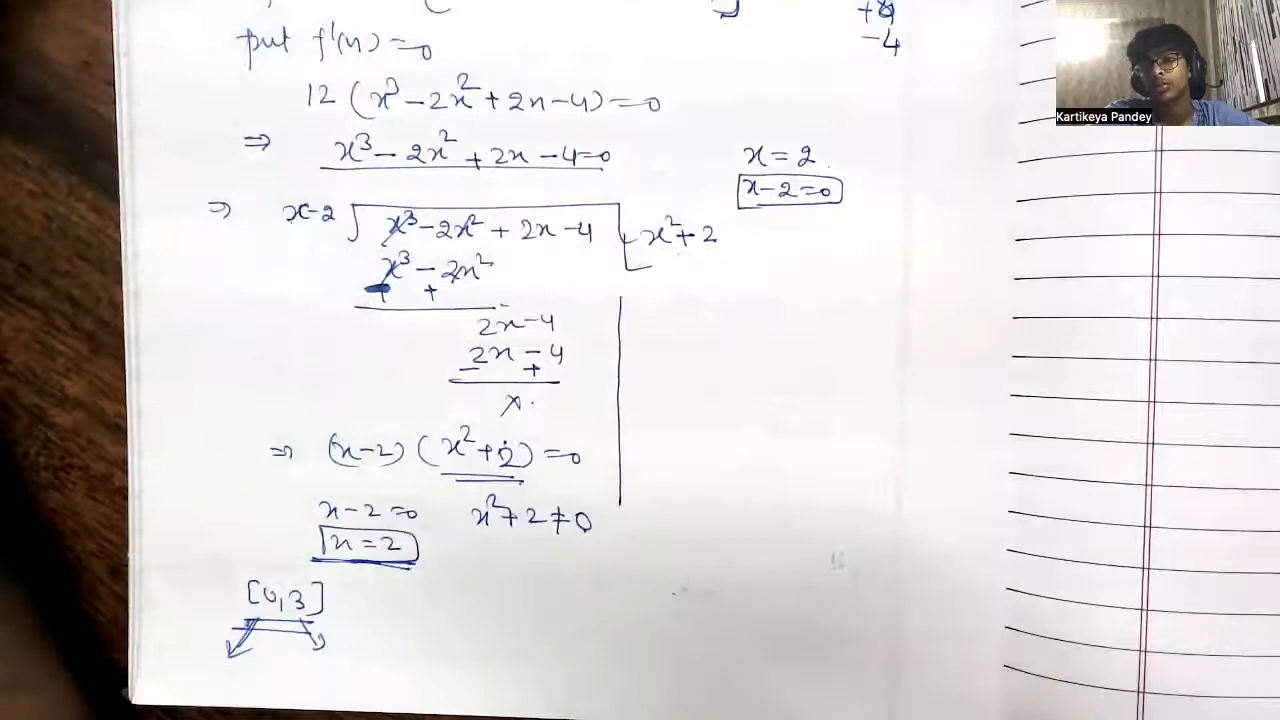 +8
-4
put f'(x) = 0
12 (x³ - 2x² + 2x - 4) = 0
⇒ x³ - 2x² + 2x - 4 = 0
x = 2
x - 2 = 0
⇒ x-2 x³ - 2x² + 2x - 4 x² + 2
x³ - 2x²
- +
2x - 4
2x - 4
- +
x
⇒ (x-2) (x² + 2) = 0
x - 2 = 0 x² + 2 ≠ 0
x = 2
[0,3]
Kartikeya Pandey